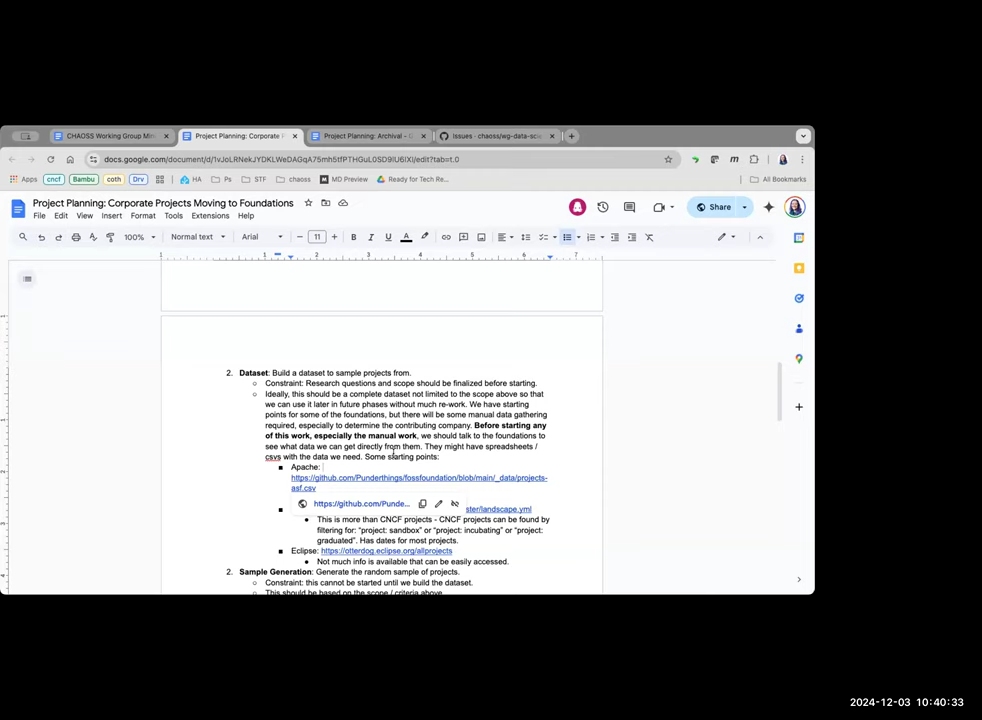 CHAOSS Working Group Min
Project Planning: Corporate P
Project Planning: Archival - G
Issues · chaoss/wg-data-scie
docs.google.com/document/d/1vJoLRNekJYDKLWeDAGqA75mh5tfPTHGuL0SD9lU6lXI/edit?tab=t.0
Apps
cncf
Bambu
coth
Drv
HA
Ps
STF
chaoss
MD Preview
Ready for Tech Re...
All Bookmarks
Project Planning: Corporate Projects Moving to Foundations
File Edit View Insert Format Tools Extensions Help
Share
100% Normal text Arial 11
1 1 2 3 4 5 6 7
2. Dataset: Build a dataset to sample projects from.
Constraint: Research questions and scope should be finalized before starting.
Ideally, this should be a complete dataset not limited to the scope above so that
we can use it later in future phases without much re-work. We have starting
points for some of the foundations, but there will be some manual data gathering
required, especially to determine the contributing company. Before starting any
of this work, especially the manual work, we should talk to the foundations to
see what data we can get directly from them. They might have spreadsheets /
csvs with the data we need. Some starting points:
Apache:
https://github.com/Punderthings/fossfoundation/blob/main/_data/projects-
asf.csv
https://github.com/Punde...
ster/landscape.yml
This is more than CNCF projects - CNCF projects can be found by
filtering for: "project: sandbox" or "project: incubating" or "project:
graduated". Has dates for most projects.
Eclipse: https://otterdog.eclipse.org/allprojects
Not much info is available that can be easily accessed.
2. Sample Generation: Generate the random sample of projects.
Constraint: this cannot be started until we build the dataset.
This should be based on the scope / criteria above.
2024-12-03 10:40:33